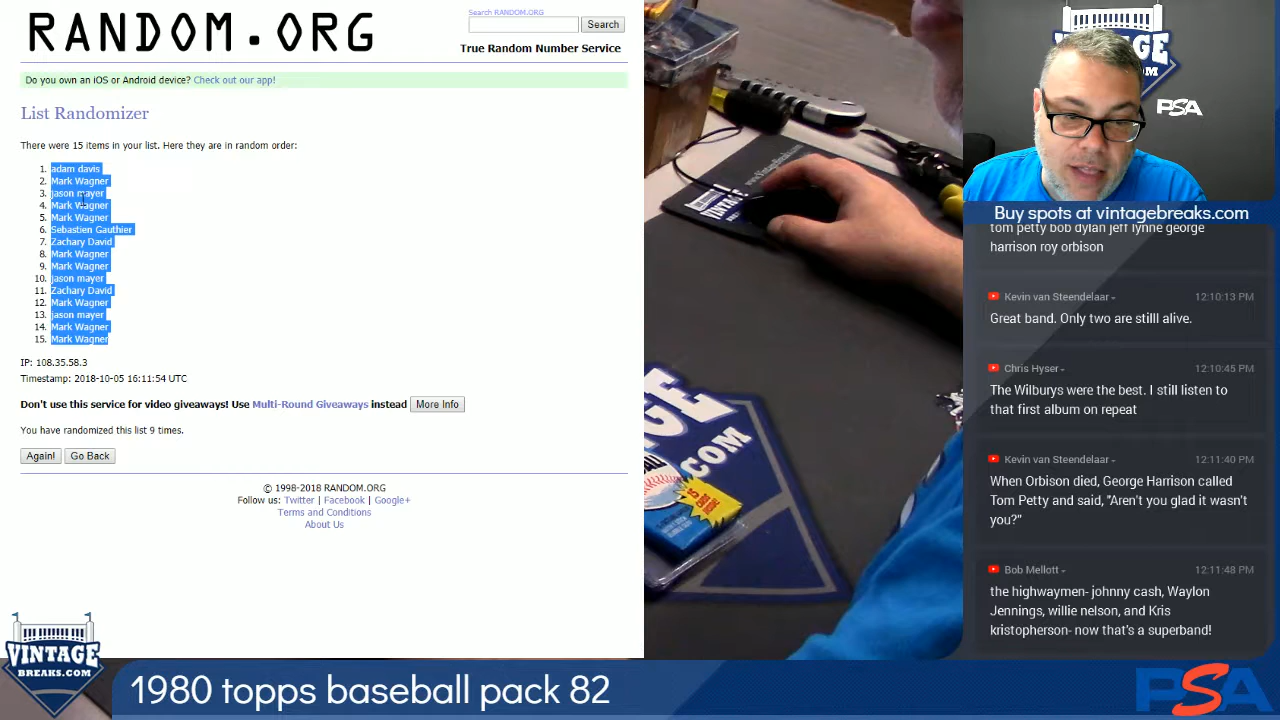 RANDOM.ORG
Search RANDOM.ORG
Search
True Random Number Service
Do you own an iOS or Android device? Check out our app!
List Randomizer
There were 15 items in your list. Here they are in random order:
1. adam davis
2. Mark Wagner
3. jason mayer
4. Mark Wagner
5. Mark Wagner
6. Sebastien Gauthier
7. Zachary David
8. Mark Wagner
9. Mark Wagner
10. jason mayer
11. Zachary David
12. Mark Wagner
13. jason mayer
14. Mark Wagner
15. Mark Wagner
IP: 108.35.58.3
Timestamp: 2018-10-05 16:11:54 UTC
Don't use this service for video giveaways! Use Multi-Round Giveaways instead More Info
You have randomized this list 9 times.
Again! Go Back
© 1998-2018 RANDOM.ORG
Follow us: Twitter | Facebook | Google+
Terms and Conditions
About Us
VINTAGE
BREAKS.COM
1980 topps baseball pack 82
PSA
Buy spots at vintagebreaks.com
tom petty bob dylan jeff lynne george
harrison roy orbison
Kevin van Steendelaar 12:10:13 PM
Great band. Only two are stilll alive.
Chris Hyser 12:10:45 PM
The Wilburys were the best. I still listen to
that first album on repeat
Kevin van Steendelaar 12:11:40 PM
When Orbison died, George Harrison called
Tom Petty and said, "Aren't you glad it wasn't
you?"
Bob Mellott 12:11:48 PM
the highwaymen- johnny cash, Waylon
Jennings, willie nelson, and Kris
kristopherson- now that's a superband!
PSA